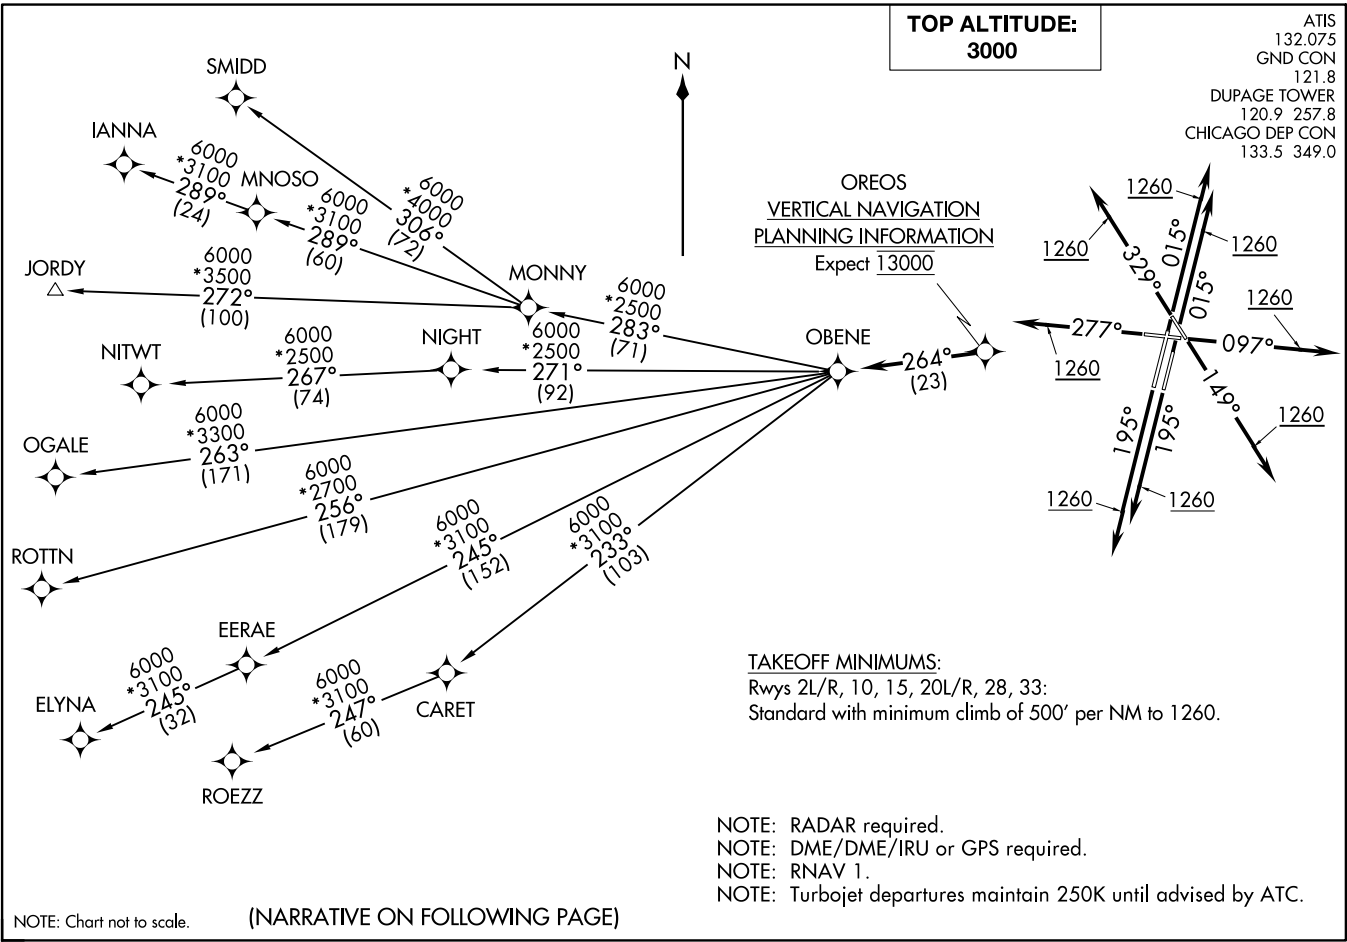 TOP ALTITUDE:
3000
ATIS
132.075
GND CON
121.8
DUPAGE TOWER
120.9 257.8
CHICAGO DEP CON
133.5 349.0
N
SMIDD
IANNA
6000
*3100
289°
(24)
MNOSO
6000
*3100
289°
(60)
6000
*4000
306°
(72)
JORDY
6000
*3500
272°
(100)
MONNY
6000
*2500
283°
(71)
OREOS
VERTICAL NAVIGATION
PLANNING INFORMATION
Expect 13000
NITWT
6000
*2500
267°
(74)
NIGHT
6000
*2500
271°
(92)
OBENE
264°
(23)
1260
1260
1260
1260
1260
1260
1260
1260
329°
015°
015°
277°
097°
149°
195°
195°
OGALE
6000
*3300
263°
(171)
ROTTN
6000
*2700
256°
(179)
6000
*3100
245°
(152)
6000
*3100
233°
(103)
EERAE
ELYNA
6000
*3100
245°
(32)
6000
*3100
247°
(60)
CARET
ROEZZ
TAKEOFF MINIMUMS:
Rwys 2L/R, 10, 15, 20L/R, 28, 33:
Standard with minimum climb of 500' per NM to 1260.
NOTE: RADAR required.
NOTE: DME/DME/IRU or GPS required.
NOTE: RNAV 1.
NOTE: Turbojet departures maintain 250K until advised by ATC.
NOTE: Chart not to scale.
(NARRATIVE ON FOLLOWING PAGE)